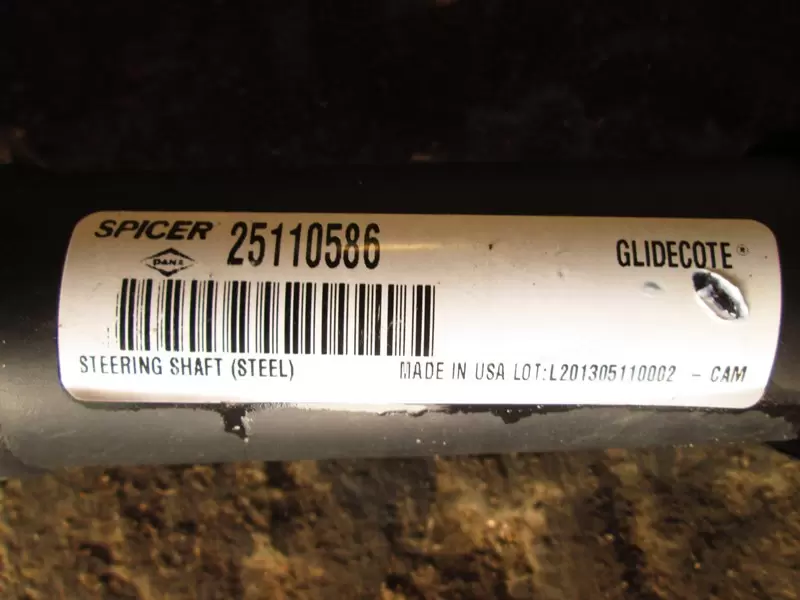 SPICER 25110586 GLIDECOTE®
DANA
STEERING SHAFT (STEEL) MADE IN USA LOT:L201305110002 - CAM